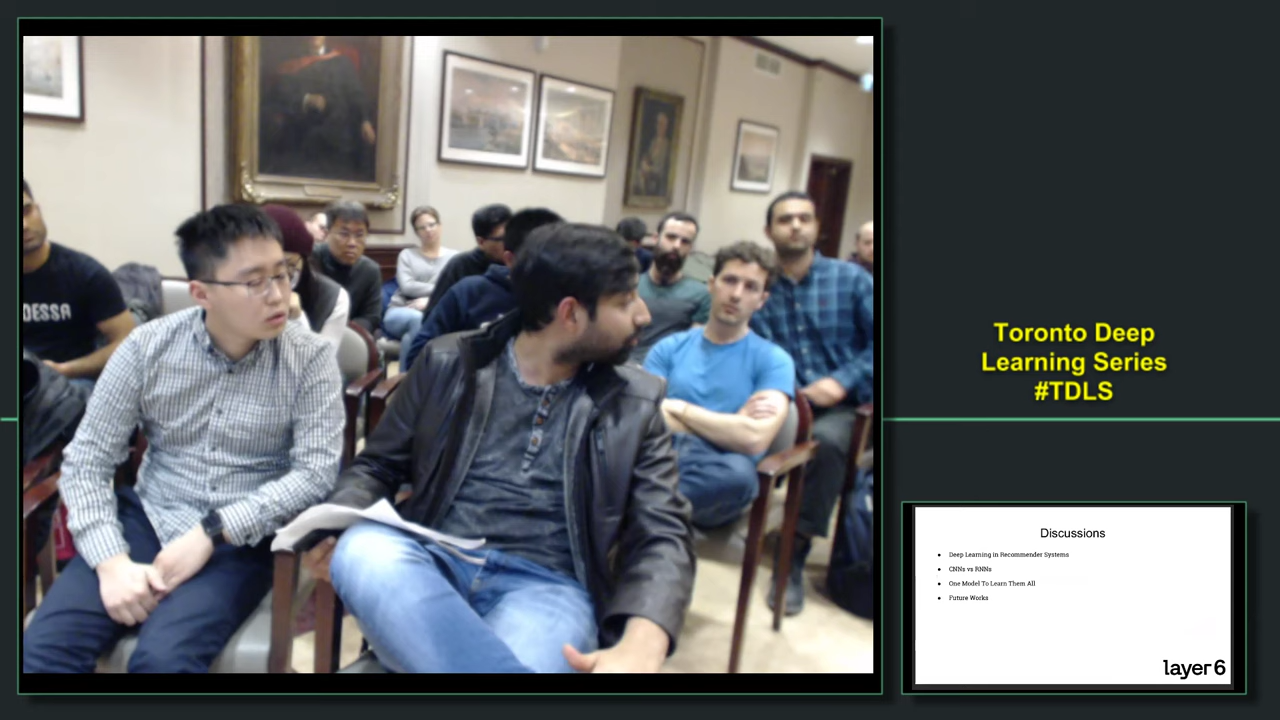 DESSA
Toronto Deep
Learning Series
#TDLS
Discussions
Deep Learning in Recommender Systems
CNNs vs RNNs
One Model To Learn Them All
Future Works
layer 6